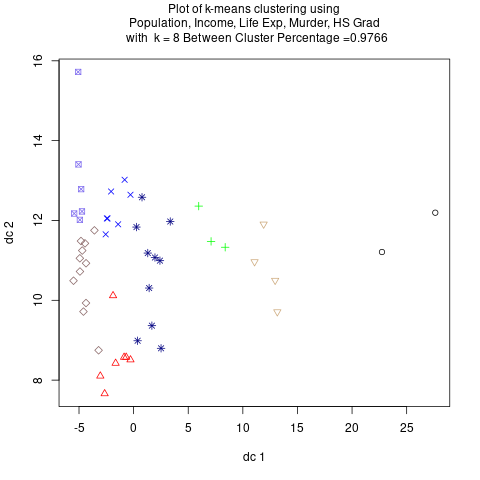 Plot of k-means clustering using
Population, Income, Life Exp, Murder, HS Grad
with  k = 8 Between Cluster Percentage =0.9766
16
14
12
10
8
dc 2
-5
0
5
10
15
20
25
dc 1